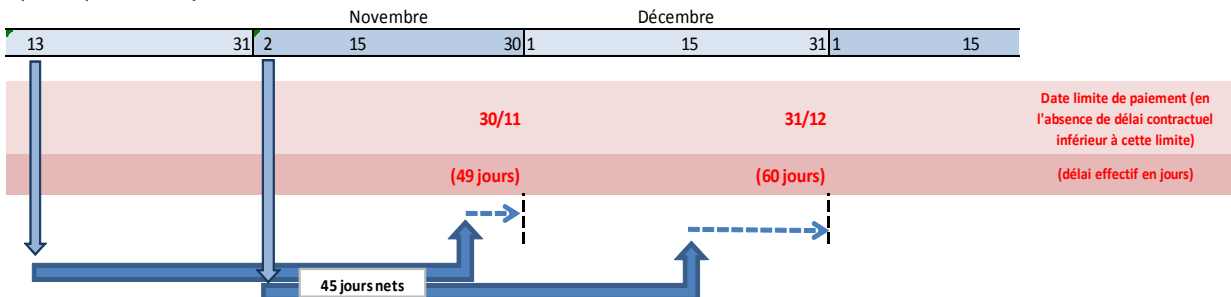 Novembre Décembre
13 31 2 15 30 1 15 31 1 15
Date limite de paiement (en
30/11 31/12 l'absence de délai contractuel
inférieur à cette limite)
(49 jours) (60 jours) (délai effectif en jours)
45 jours nets